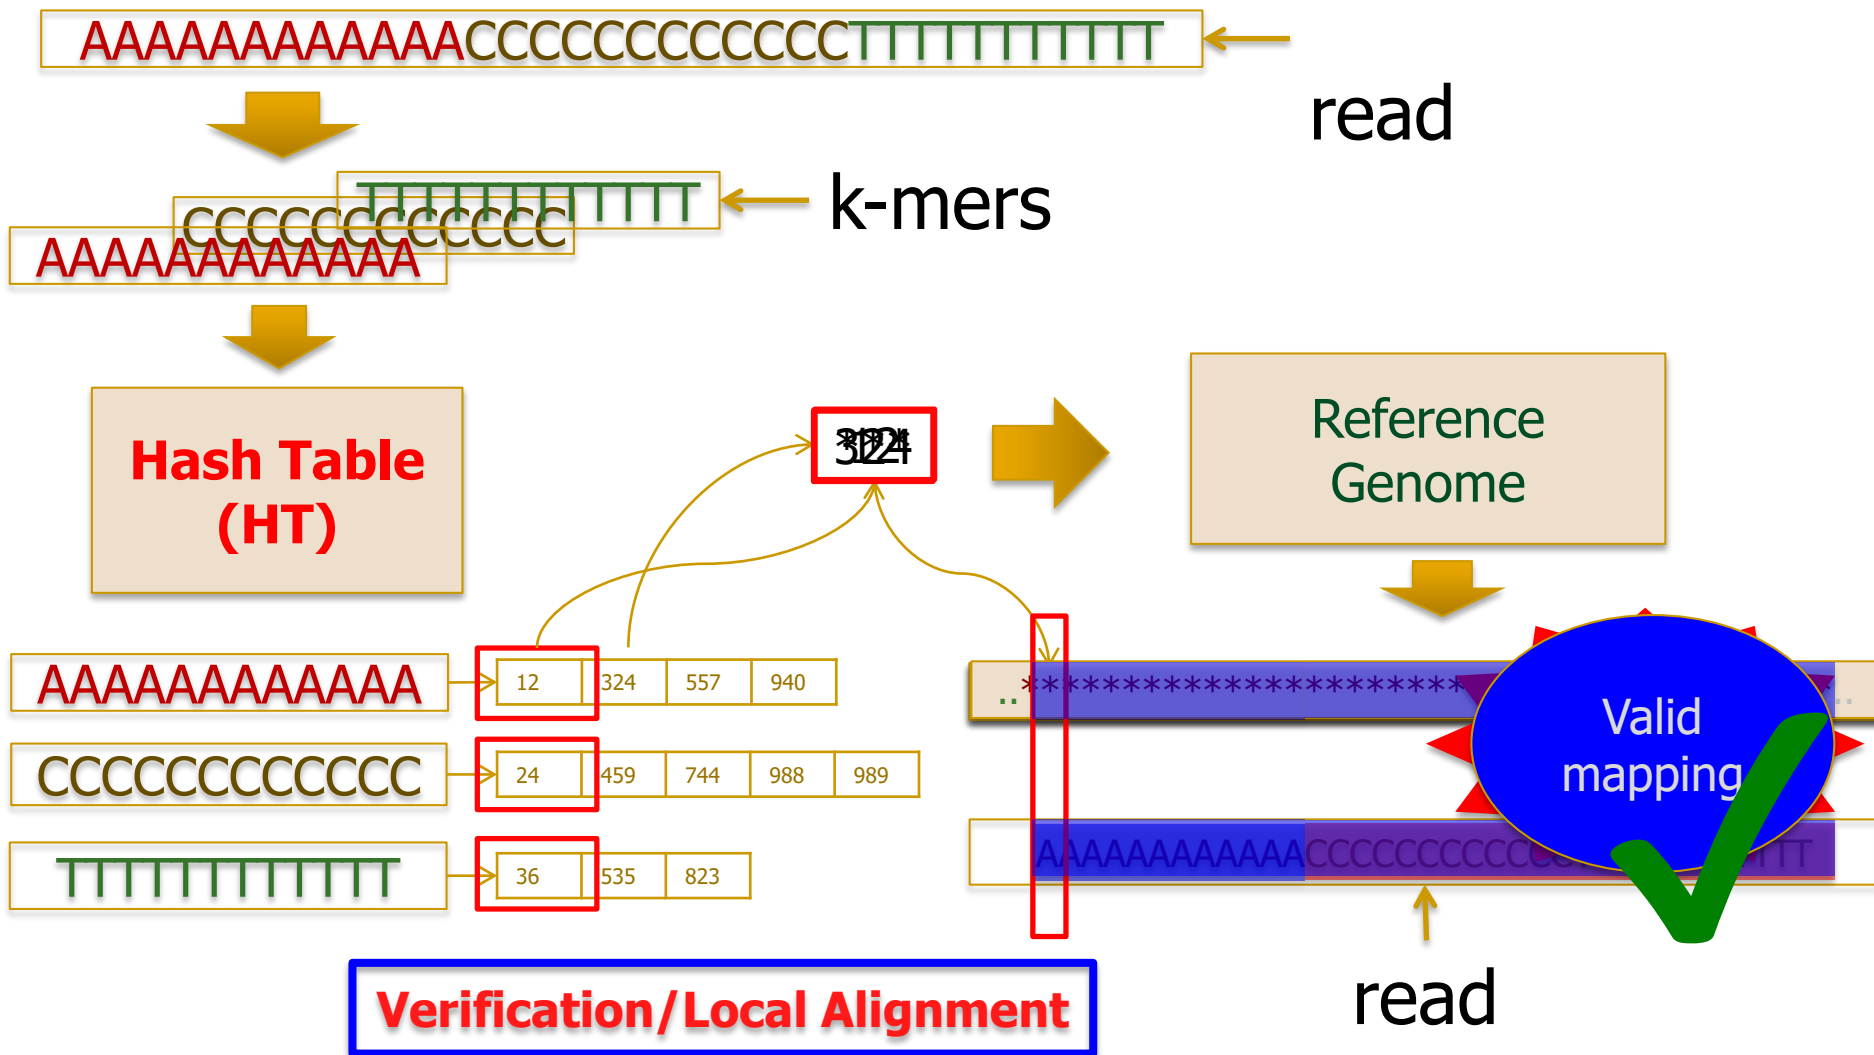 AAAAAAAAAAAACCCCCCCCCCCCTTTTTTTTTTT
read
TTTTTTTTTTTT
k-mers
CCCCCCCCCCCC
AAAAAAAAAAAA
Hash Table
(HT)
Reference
Genome
AAAAAAAAAAAA
12 324 557 940
CCCCCCCCCCCC
24 459 744 988 989
TTTTTTTTTTTT
36 535 823
Valid
mapping
read
Verification/Local Alignment